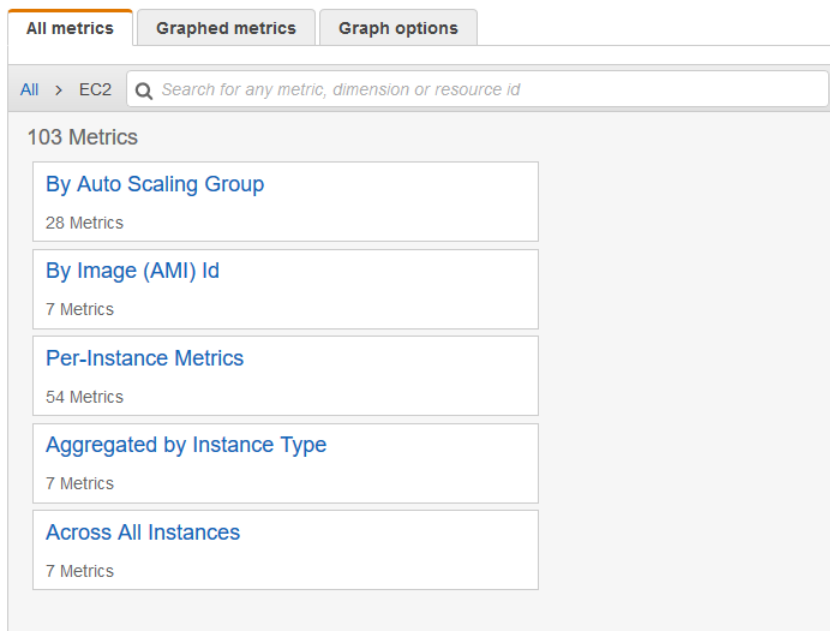 All metrics Graphed metrics Graph options
All > EC2 Search for any metric, dimension or resource id
103 Metrics
By Auto Scaling Group
28 Metrics
By Image (AMI) Id
7 Metrics
Per-Instance Metrics
54 Metrics
Aggregated by Instance Type
7 Metrics
Across All Instances
7 Metrics